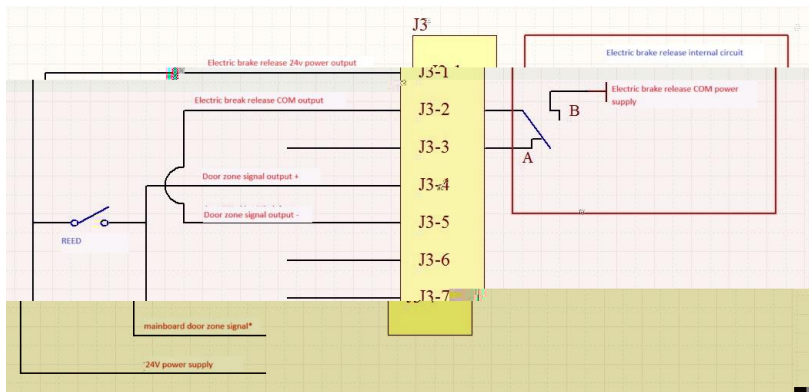 J3
Electric brake release internal circuit
Electric brake release 24v power output
J3-1
Electric break release COM output
J3-2
Electric brake release COM power
supply
B
J3-3
A
Door zone signal output +
J3-4
Door zone signal output -
J3-5
REED
J3-6
J3-7
mainboard door zone signal*
24V power supply